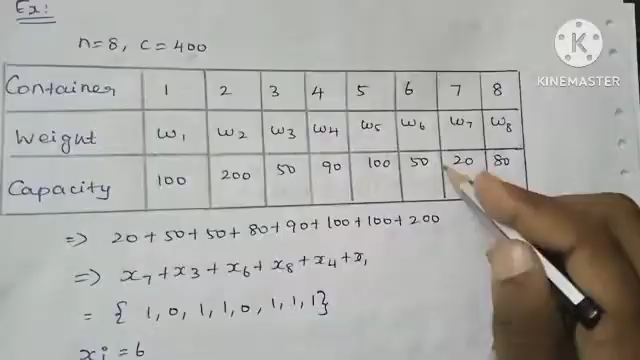 Ex:
n=8, c=400
KINEMASTER
Container 1 2 3 4 5 6 7 8
Weight w₁ w₂ w₃ w₄ w₅ w₆ w₇ w₈
Capacity 100 200 50 90 100 50 20 80
=> 20+50+50+80+90+100+100+200
=> x₇+x₃+x₆+x₈+x₄+x₁
= { 1, 0, 1, 1, 0, 1, 1, 1}
xi = 6